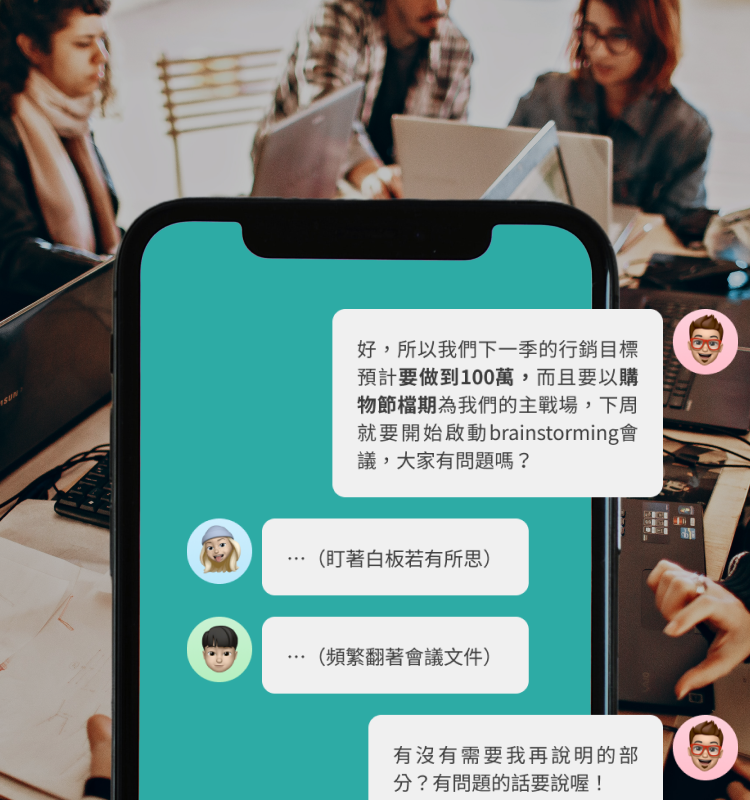 好，所以我們下一季的行銷目標
預計要做到100萬，而且要以購
物節檔期為我們的主戰場，下周
就要開始啟動brainstorming會
議，大家有問題嗎？
…（盯著白板若有所思）
…（頻繁翻著會議文件）
有沒有需要我再說明的部
分？有問題的話要說喔！